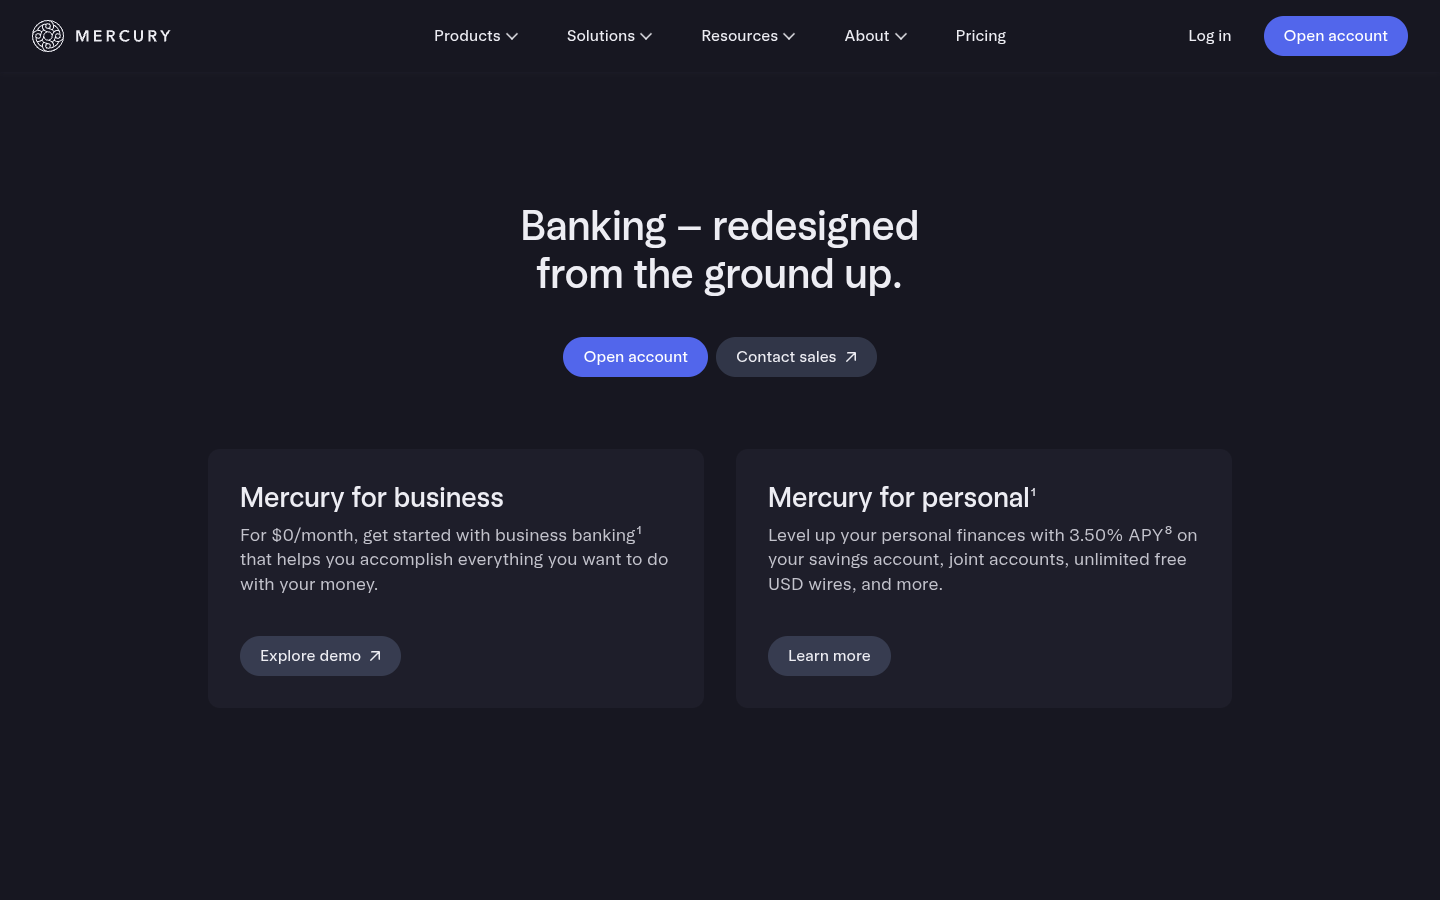 MERCURY
Products
Solutions
Resources
About
Pricing
Log in
Open account
Banking – redesigned
from the ground up.
Open account
Contact sales
Mercury for business
For $0/month, get started with business banking¹
that helps you accomplish everything you want to do
with your money.
Explore demo
Mercury for personal¹
Level up your personal finances with 3.50% APY⁸ on
your savings account, joint accounts, unlimited free
USD wires, and more.
Learn more